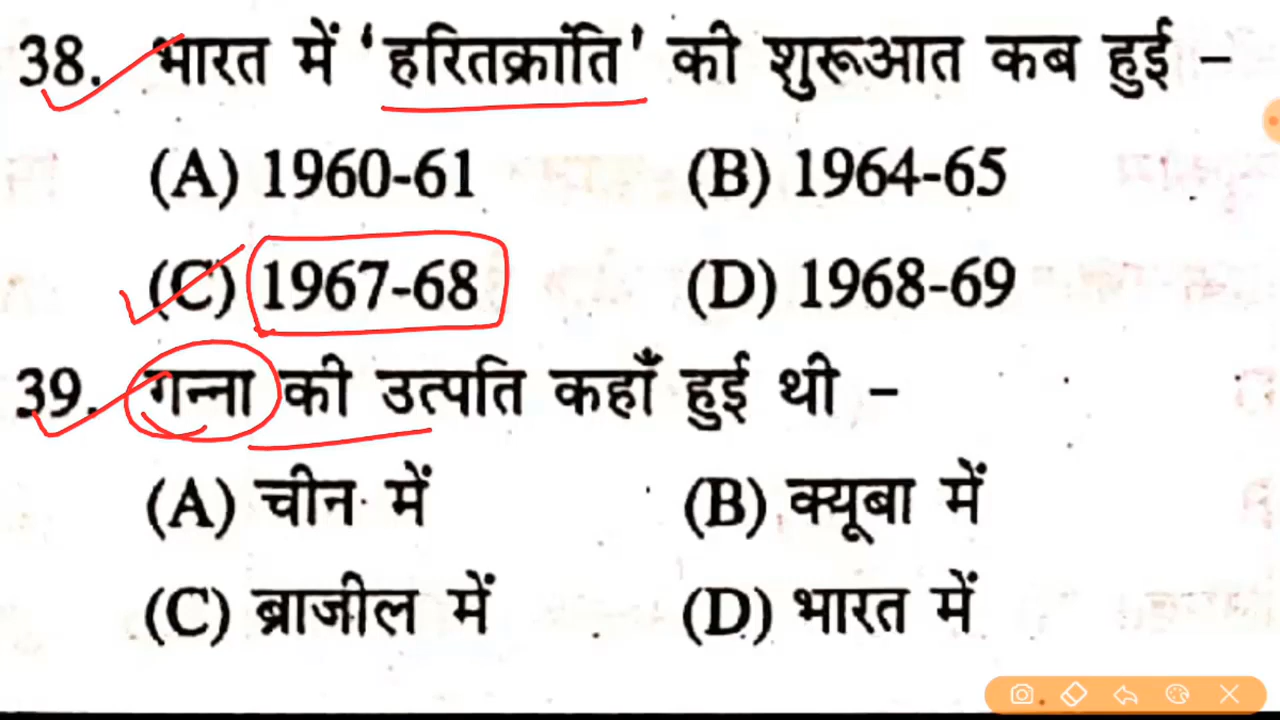 38. भारत में 'हरितक्रांति' की शुरूआत कब हुई –
(A) 1960-61 (B) 1964-65
(C) 1967-68 (D) 1968-69
39. गन्ना की उत्पति कहाँ हुई थी –
(A) चीन में (B) क्यूबा में
(C) ब्राजील में (D) भारत में